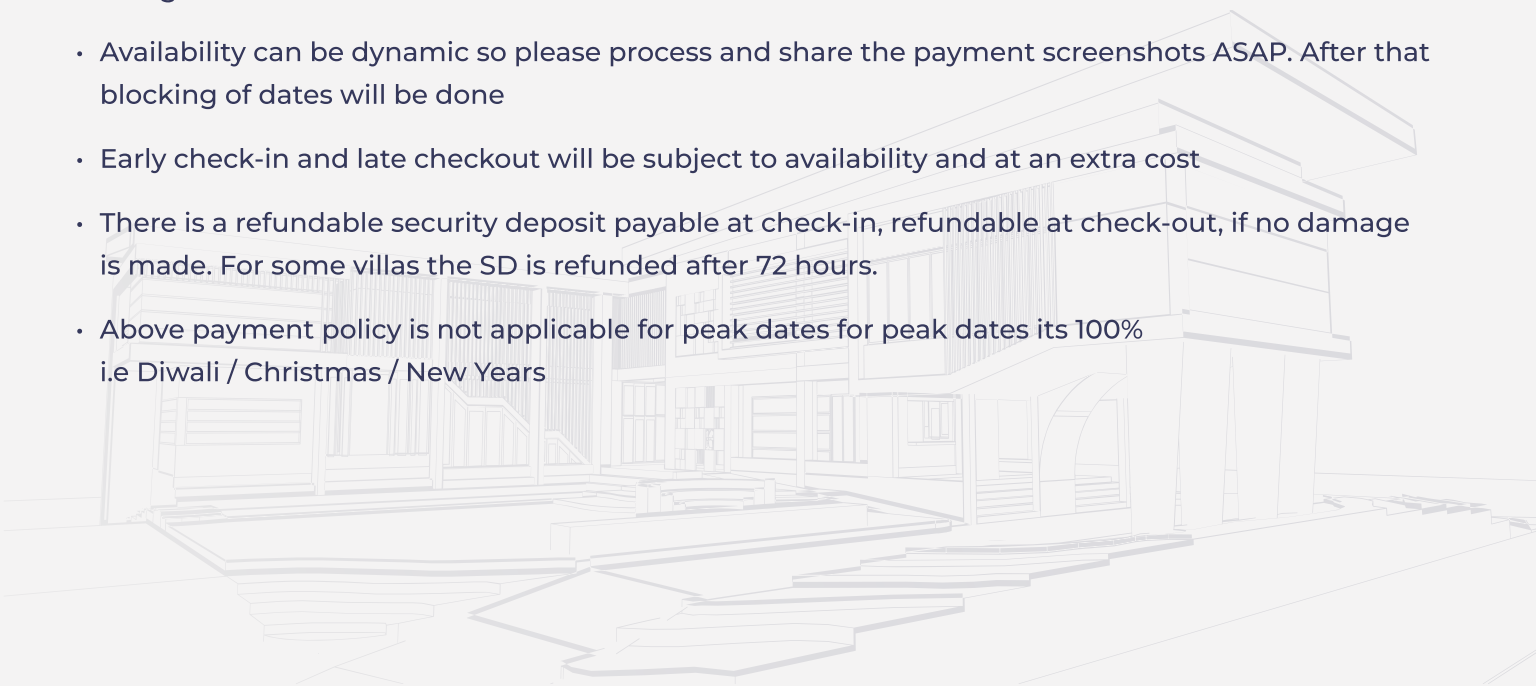 • Availability can be dynamic so please process and share the payment screenshots ASAP. After that
blocking of dates will be done
• Early check-in and late checkout will be subject to availability and at an extra cost
• There is a refundable security deposit payable at check-in, refundable at check-out, if no damage
is made. For some villas the SD is refunded after 72 hours.
• Above payment policy is not applicable for peak dates for peak dates its 100%
i.e Diwali / Christmas / New Years